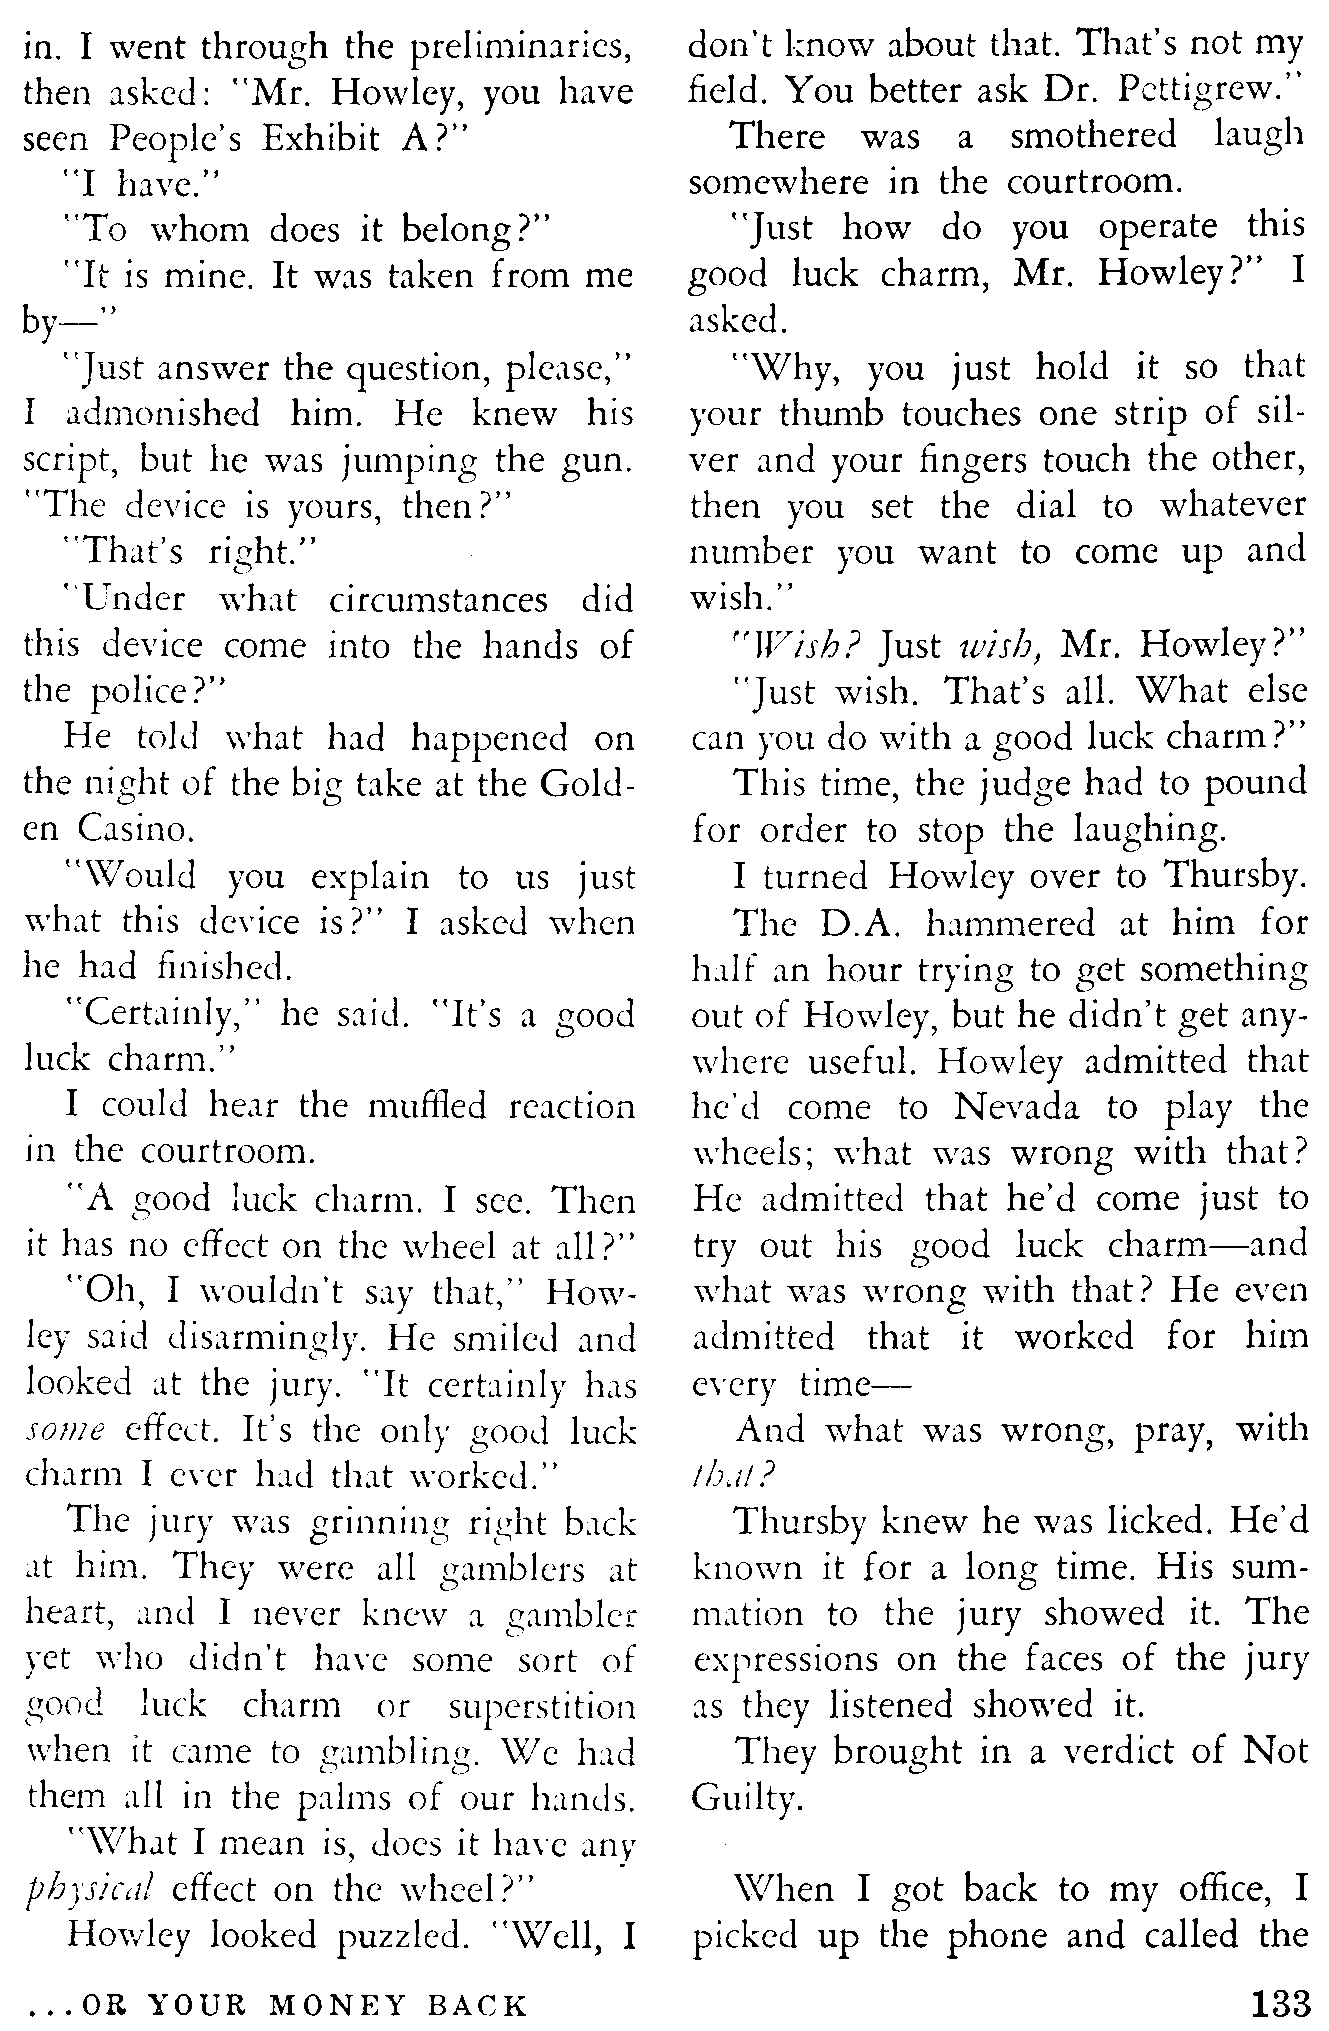 in. I went through the preliminaries,
then asked: "Mr. Howley, you have
seen People's Exhibit A?"
"I have."
"To whom does it belong?"
"It is mine. It was taken from me
by—"
"Just answer the question, please,"
I admonished him. He knew his
script, but he was jumping the gun.
"The device is yours, then?"
"That's right."
"Under what circumstances did
this device come into the hands of
the police?"
He told what had happened on
the night of the big take at the Gold-
en Casino.
"Would you explain to us just
what this device is?" I asked when
he had finished.
"Certainly," he said. "It's a good
luck charm."
I could hear the muffled reaction
in the courtroom.
"A good luck charm. I see. Then
it has no effect on the wheel at all?"
"Oh, I wouldn't say that," How-
ley said disarmingly. He smiled and
looked at the jury. "It certainly has
some effect. It's the only good luck
charm I ever had that worked."
The jury was grinning right back
at him. They were all gamblers at
heart, and I never knew a gambler
yet who didn't have some sort of
good luck charm or superstition
when it came to gambling. We had
them all in the palms of our hands.
"What I mean is, does it have any
physical effect on the wheel?"
Howley looked puzzled. "Well, I
don't know about that. That's not my
field. You better ask Dr. Pettigrew."
There was a smothered laugh
somewhere in the courtroom.
"Just how do you operate this
good luck charm, Mr. Howley?" I
asked.
"Why, you just hold it so that
your thumb touches one strip of sil-
ver and your fingers touch the other,
then you set the dial to whatever
number you want to come up and
wish."
"Wish? Just wish, Mr. Howley?"
"Just wish. That's all. What else
can you do with a good luck charm?"
This time, the judge had to pound
for order to stop the laughing.
I turned Howley over to Thursby.
The D.A. hammered at him for
half an hour trying to get something
out of Howley, but he didn't get any-
where useful. Howley admitted that
he'd come to Nevada to play the
wheels; what was wrong with that?
He admitted that he'd come just to
try out his good luck charm—and
what was wrong with that? He even
admitted that it worked for him
every time—
And what was wrong, pray, with
that?
Thursby knew he was licked. He'd
known it for a long time. His sum-
mation to the jury showed it. The
expressions on the faces of the jury
as they listened showed it.
They brought in a verdict of Not
Guilty.
When I got back to my office, I
picked up the phone and called the
...OR YOUR MONEY BACK
133